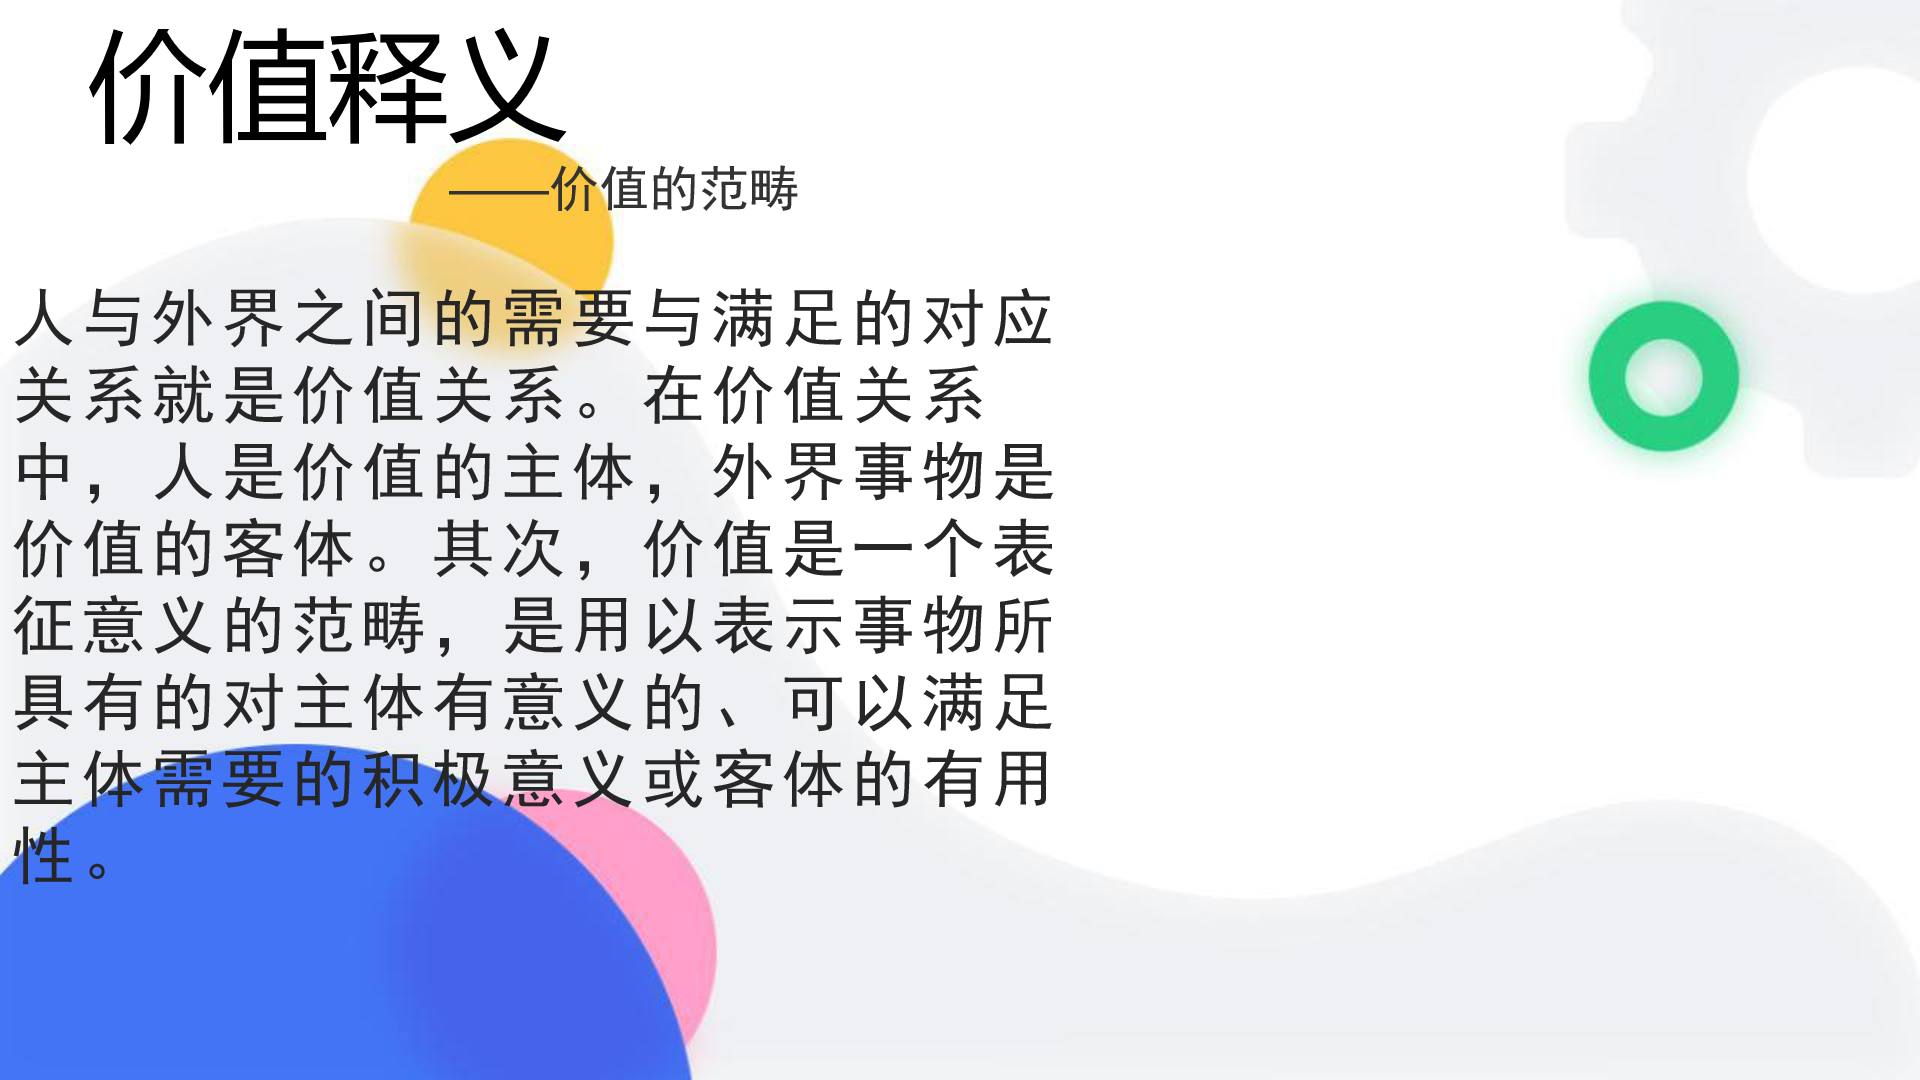 价值释义
——价值的范畴
人与外界之间的需要与满足的对应
关系就是价值关系。在价值关系
中，人是价值的主体，外界事物是
价值的客体。其次，价值是一个表
征意义的范畴，是用以表示事物所
具有的对主体有意义的、可以满足
主体需要的积极意义或客体的有用
性。